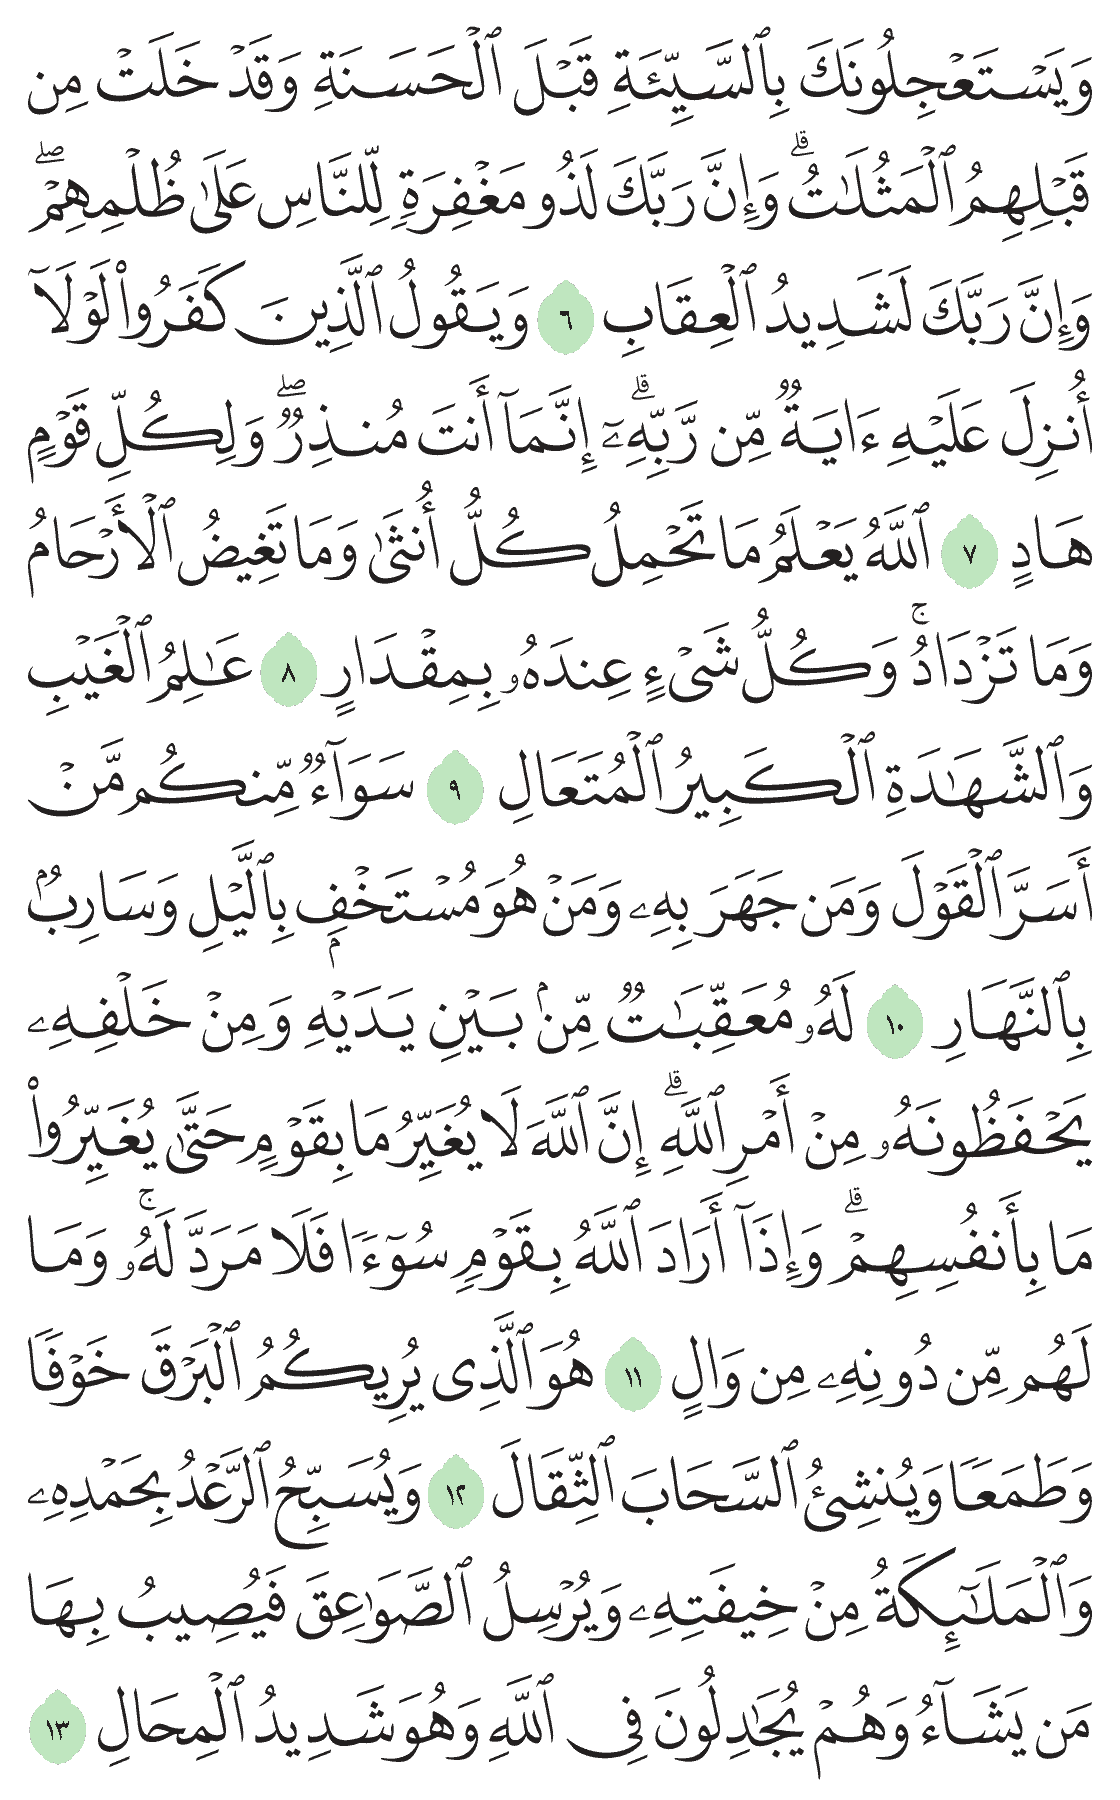 وَيَسۡتَعۡجِلُونَكَ بِٱلسَّيِّئَةِ قَبۡلَ ٱلۡحَسَنَةِ وَقَدۡ خَلَتۡ مِن
قَبۡلِهِمُ ٱلۡمَثُلَٰتُۗ وَإِنَّ رَبَّكَ لَذُو مَغۡفِرَةٖ لِّلنَّاسِ عَلَىٰ ظُلۡمِهِمۡۖ
وَإِنَّ رَبَّكَ لَشَدِيدُ ٱلۡعِقَابِ ٦ وَيَقُولُ ٱلَّذِينَ كَفَرُواْ لَوۡلَآ
أُنزِلَ عَلَيۡهِ ءَايَةٞ مِّن رَّبِّهِۦٓۗ إِنَّمَآ أَنتَ مُنذِرٞۖ وَلِكُلِّ قَوۡمٍ
هَادٍ ٧ ٱللَّهُ يَعۡلَمُ مَا تَحۡمِلُ كُلُّ أُنثَىٰ وَمَا تَغِيضُ ٱلۡأَرۡحَامُ
وَمَا تَزۡدَادُۚ وَكُلُّ شَيۡءٍ عِندَهُۥ بِمِقۡدَارٍ ٨ عَٰلِمُ ٱلۡغَيۡبِ
وَٱلشَّهَٰدَةِ ٱلۡكَبِيرُ ٱلۡمُتَعَالِ ٩ سَوَآءٞ مِّنكُم مَّنۡ
أَسَرَّ ٱلۡقَوۡلَ وَمَن جَهَرَ بِهِۦ وَمَنۡ هُوَ مُسۡتَخۡفِۭ بِٱلَّيۡلِ وَسَارِبُۢ
بِٱلنَّهَارِ ١٠ لَهُۥ مُعَقِّبَٰتٞ مِّنۢ بَيۡنِ يَدَيۡهِ وَمِنۡ خَلۡفِهِۦ
يَحۡفَظُونَهُۥ مِنۡ أَمۡرِ ٱللَّهِۗ إِنَّ ٱللَّهَ لَا يُغَيِّرُ مَا بِقَوۡمٍ حَتَّىٰ يُغَيِّرُواْ
مَا بِأَنفُسِهِمۡۗ وَإِذَآ أَرَادَ ٱللَّهُ بِقَوۡمٖ سُوٓءٗا فَلَا مَرَدَّ لَهُۥۚ وَمَا
لَهُم مِّن دُونِهِۦ مِن وَالٍ ١١ هُوَ ٱلَّذِي يُرِيكُمُ ٱلۡبَرۡقَ خَوۡفٗا
وَطَمَعٗا وَيُنشِئُ ٱلسَّحَابَ ٱلثِّقَالَ ١٢ وَيُسَبِّحُ ٱلرَّعۡدُ بِحَمۡدِهِۦ
وَٱلۡمَلَٰٓئِكَةُ مِنۡ خِيفَتِهِۦ وَيُرۡسِلُ ٱلصَّوَٰعِقَ فَيُصِيبُ بِهَا
مَن يَشَآءُ وَهُمۡ يُجَٰدِلُونَ فِي ٱللَّهِ وَهُوَ شَدِيدُ ٱلۡمِحَالِ ١٣